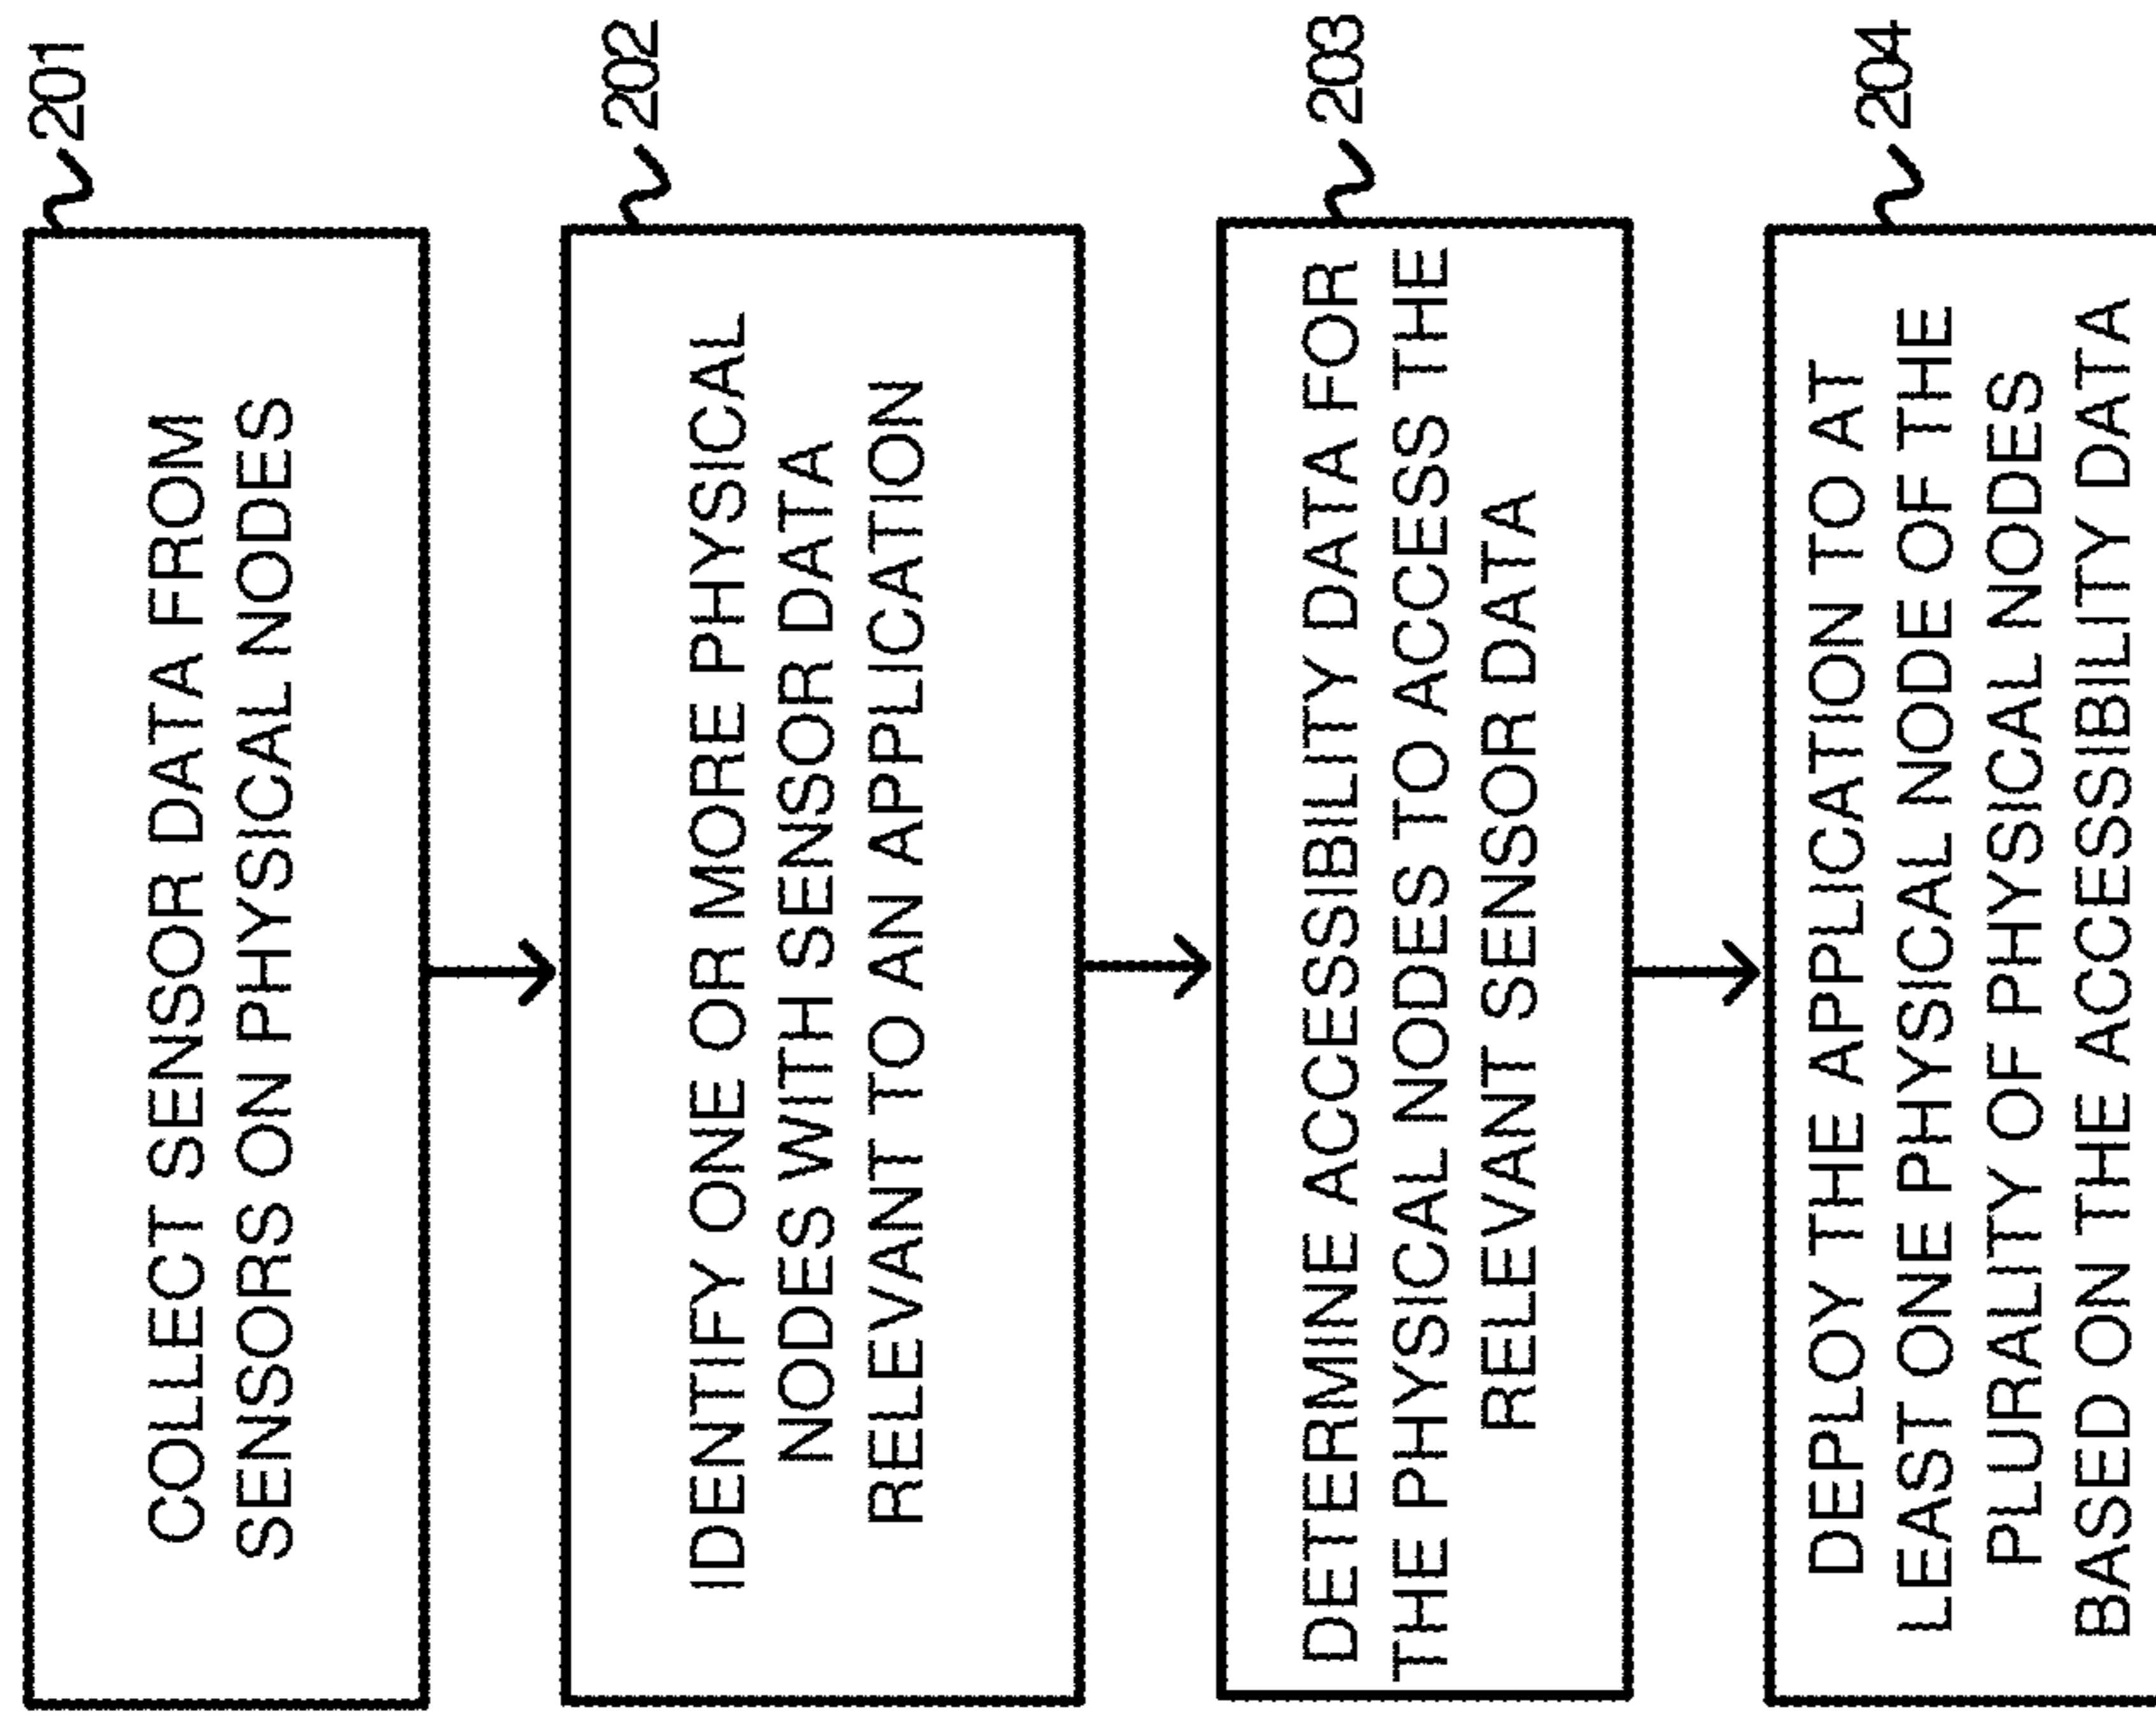 201
COLLECT SENSOR DATA FROM
SENSORS ON PHYSICAL NODES
202
IDENTIFY ONE OR MORE PHYSICAL
NODES WITH SENSOR DATA
RELEVANT TO AN APPLICATION
203
DETERMINE ACCESSIBILITY DATA FOR
THE PHYSICAL NODES TO ACCESS THE
RELEVANT SENSOR DATA
204
DEPLOY THE APPLICATION TO AT
LEAST ONE PHYSICAL NODE OF THE
PLURALITY OF PHYSICAL NODES
BASED ON THE ACCESSIBILITY DATA